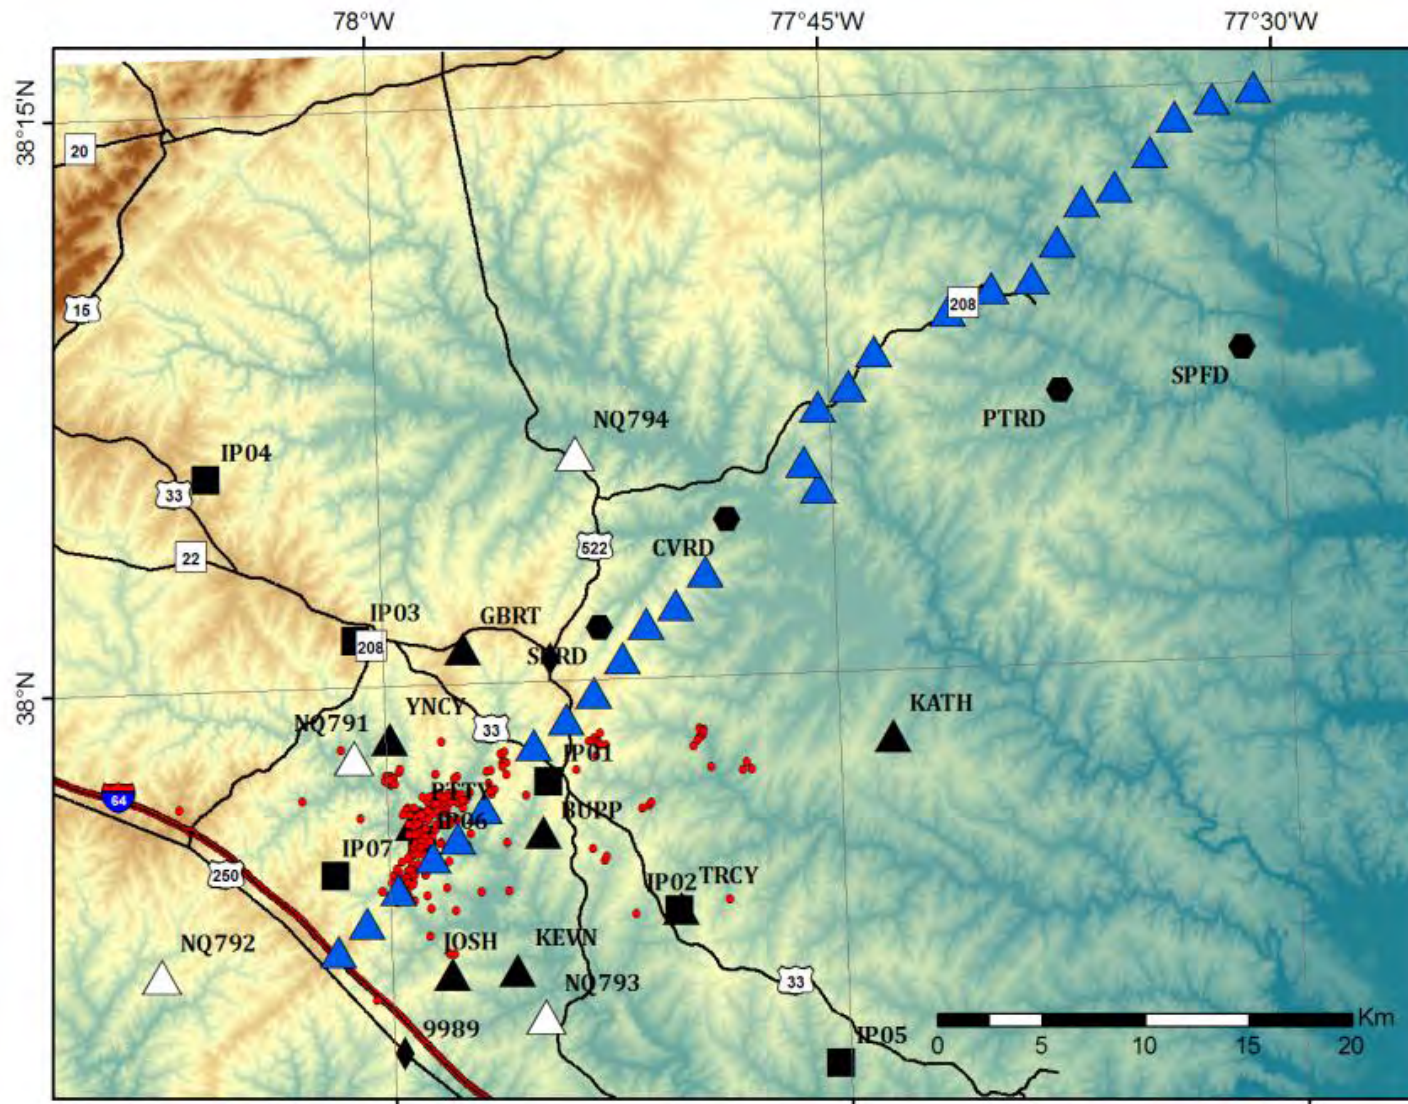 78°W 77°45'W 77°30'W
38°15'N
20
15
208
SPFD
PTRD
NQ794
IP04
33
522
22
CVRD
IP03 GBRT
208
38°N
KATH
YNCY
NQ791
33
IP01
64
PTTY
BUPP
IP06
IP07
250
IP02 TRCY
NQ792 JOSH KEVN
NQ793
33
9989
IP05
Km
0 5 10 15 20